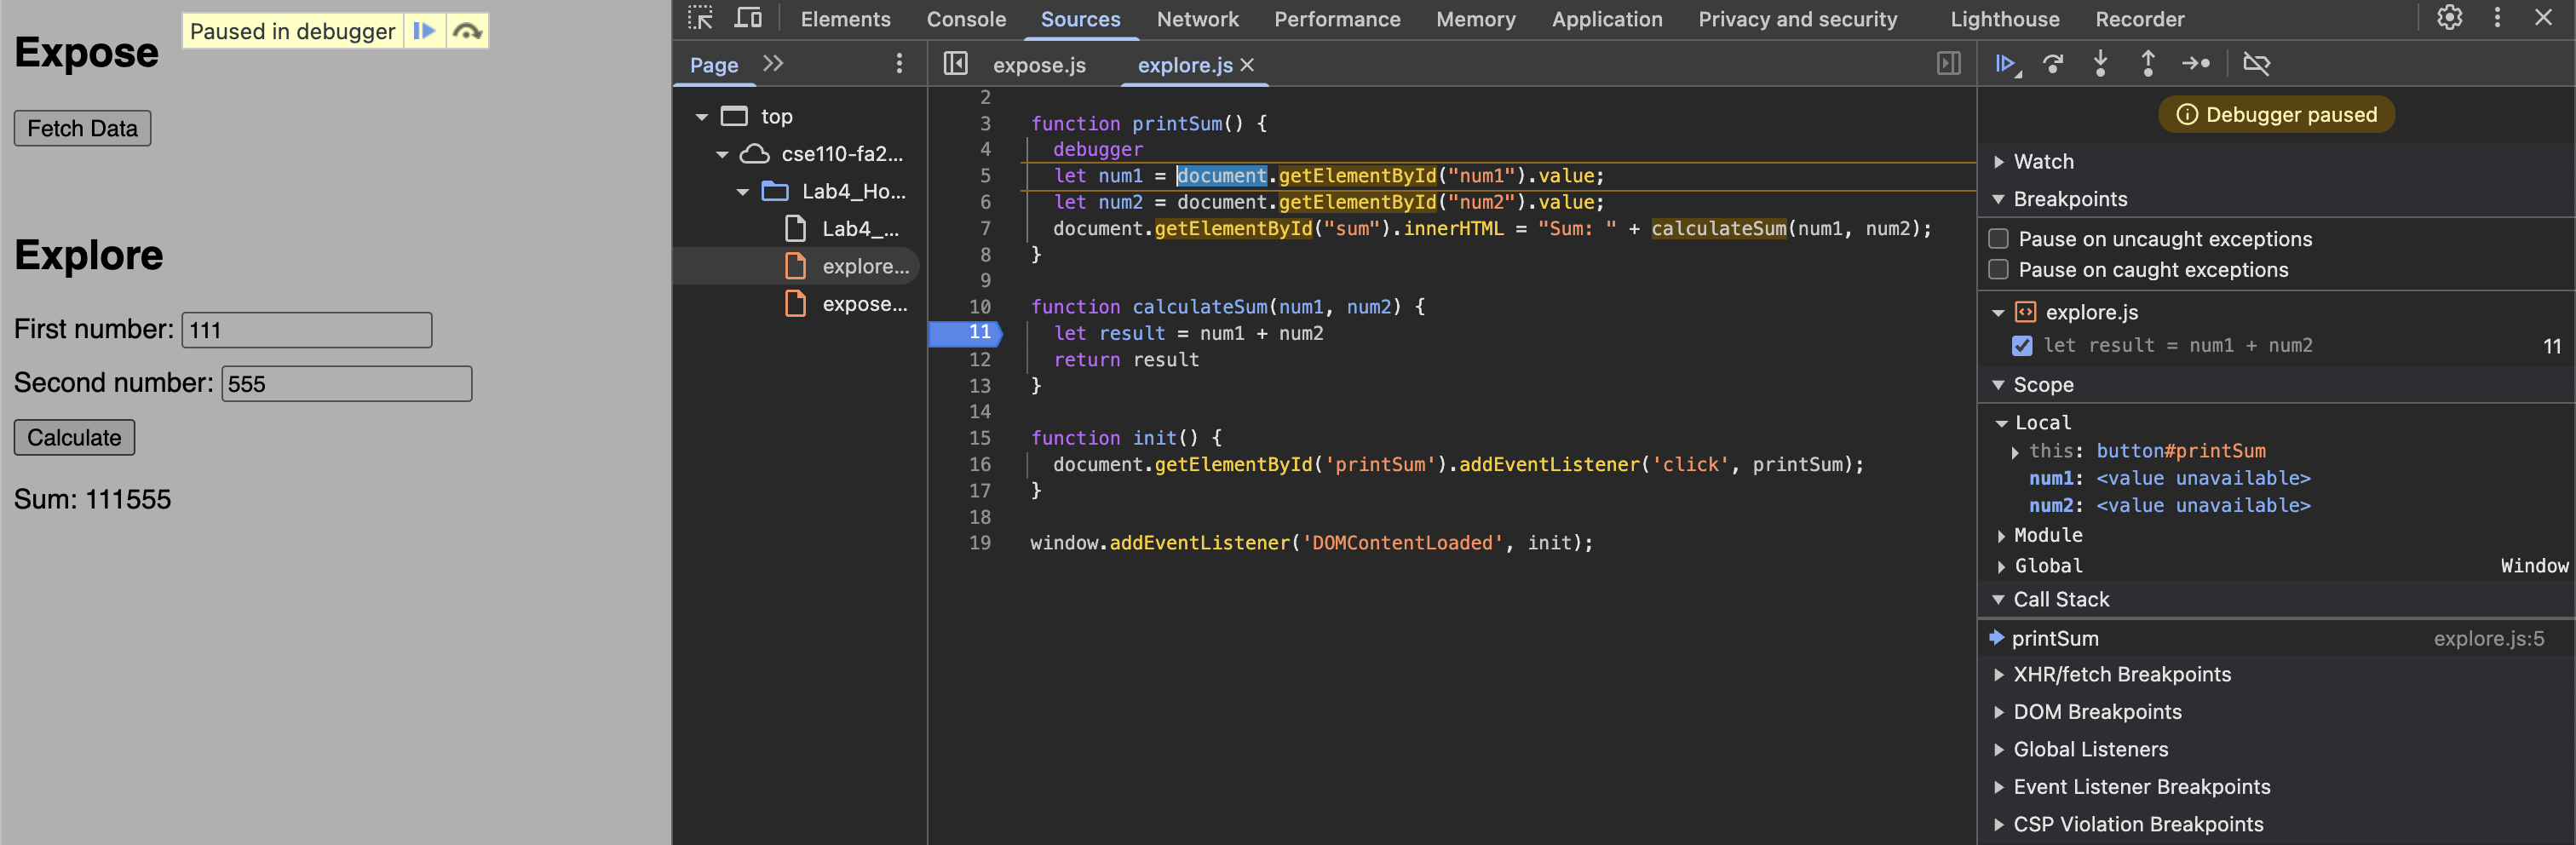 Expose
Paused in debugger
Fetch Data
Explore
First number: 111
Second number: 555
Calculate
Sum: 111555
Elements Console Sources Network Performance Memory Application Privacy and security Lighthouse Recorder
Page
top
cse110-fa2...
Lab4_Ho...
Lab4_...
explore...
expose...
expose.js explore.js
2
3 function printSum() {
4 debugger
5 let num1 = document.getElementById("num1").value;
6 let num2 = document.getElementById("num2").value;
7 document.getElementById("sum").innerHTML = "Sum: " + calculateSum(num1, num2);
8 }
9
10 function calculateSum(num1, num2) {
11 let result = num1 + num2
12 return result
13 }
14
15 function init() {
16 document.getElementById('printSum').addEventListener('click', printSum);
17 }
18
19 window.addEventListener('DOMContentLoaded', init);
Debugger paused
Watch
Breakpoints
Pause on uncaught exceptions
Pause on caught exceptions
explore.js
let result = num1 + num2 11
Scope
Local
this: button#printSum
num1: <value unavailable>
num2: <value unavailable>
Module
Global Window
Call Stack
printSum explore.js:5
XHR/fetch Breakpoints
DOM Breakpoints
Global Listeners
Event Listener Breakpoints
CSP Violation Breakpoints